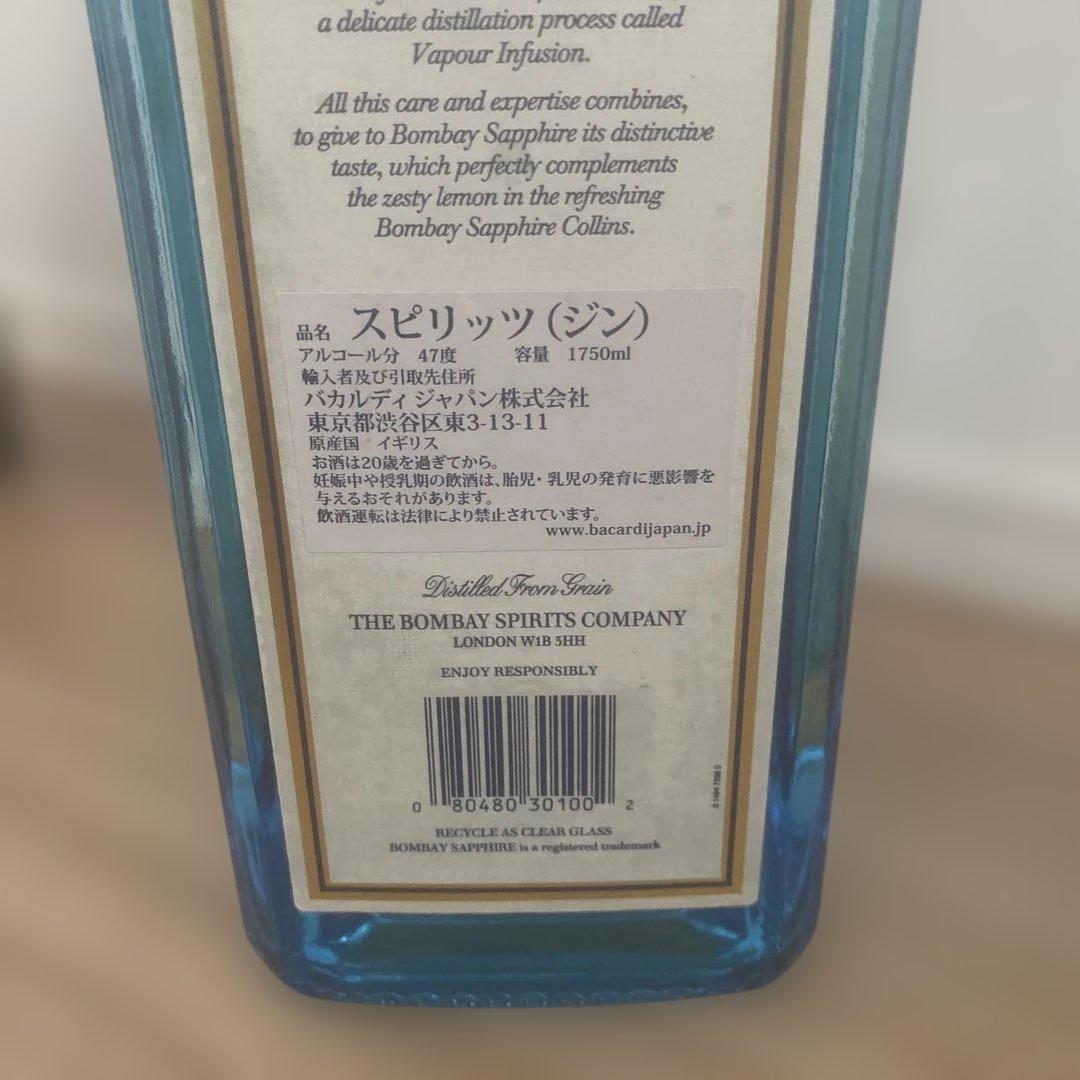 a delicate distillation process called
Vapour Infusion.
All this care and expertise combines,
to give to Bombay Sapphire its distinctive
taste, which perfectly complements
the zesty lemon in the refreshing
Bombay Sapphire Collins.
品名 スピリッツ(ジン)
アルコール分 47度 容量 1750ml
輸入者及び引取先住所
バカルディ ジャパン株式会社
東京都渋谷区東3-13-11
原産国 イギリス
お酒は20歳を過ぎてから。
妊娠中や授乳期の飲酒は、胎児・乳児の発育に悪影響を
与えるおそれがあります。
飲酒運転は法律により禁止されています。
www.bacardijapan.jp
Distilled From Grain
THE BOMBAY SPIRITS COMPANY
LONDON W1B 5HH
ENJOY RESPONSIBLY
0 80480 30100 2
RECYCLE AS CLEAR GLASS
BOMBAY SAPPHIRE is a registered trademark